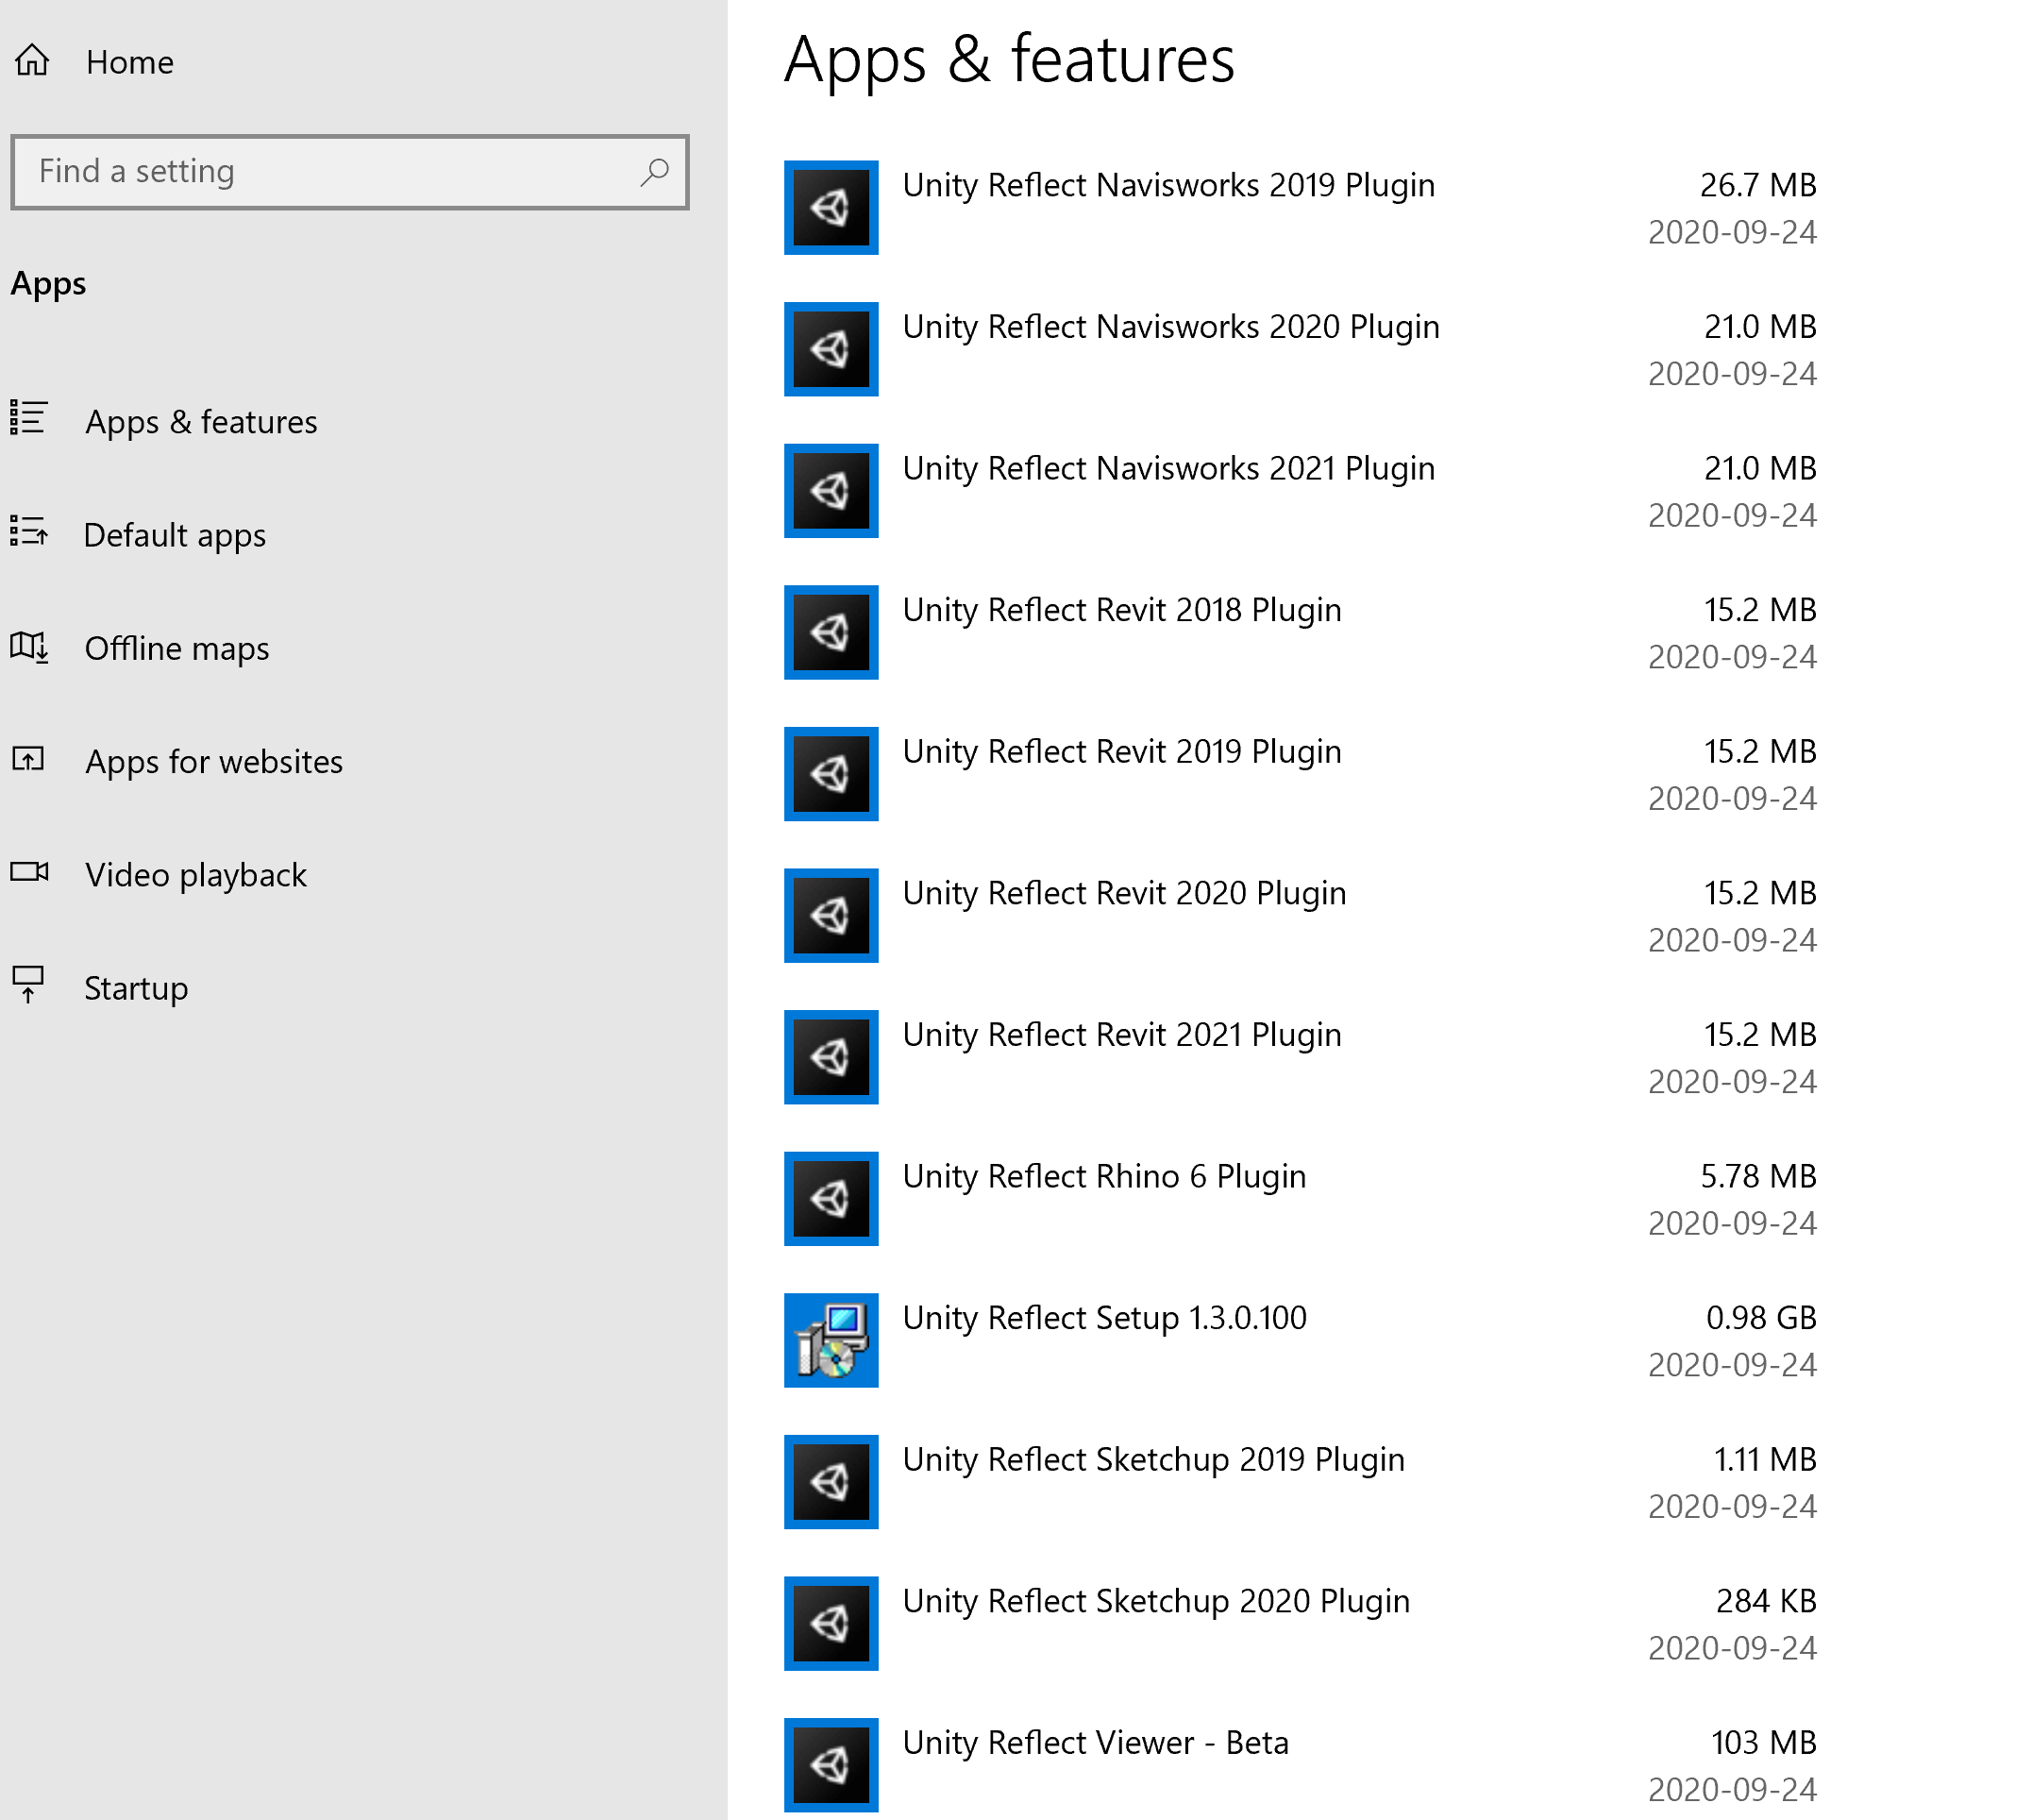 Home
Find a setting
Apps
Apps & features
Default apps
Offline maps
Apps for websites
Video playback
Startup
Apps & features
Unity Reflect Navisworks 2019 Plugin 26.7 MB
2020-09-24
Unity Reflect Navisworks 2020 Plugin 21.0 MB
2020-09-24
Unity Reflect Navisworks 2021 Plugin 21.0 MB
2020-09-24
Unity Reflect Revit 2018 Plugin 15.2 MB
2020-09-24
Unity Reflect Revit 2019 Plugin 15.2 MB
2020-09-24
Unity Reflect Revit 2020 Plugin 15.2 MB
2020-09-24
Unity Reflect Revit 2021 Plugin 15.2 MB
2020-09-24
Unity Reflect Rhino 6 Plugin 5.78 MB
2020-09-24
Unity Reflect Setup 1.3.0.100 0.98 GB
2020-09-24
Unity Reflect Sketchup 2019 Plugin 1.11 MB
2020-09-24
Unity Reflect Sketchup 2020 Plugin 284 KB
2020-09-24
Unity Reflect Viewer - Beta 103 MB
2020-09-24